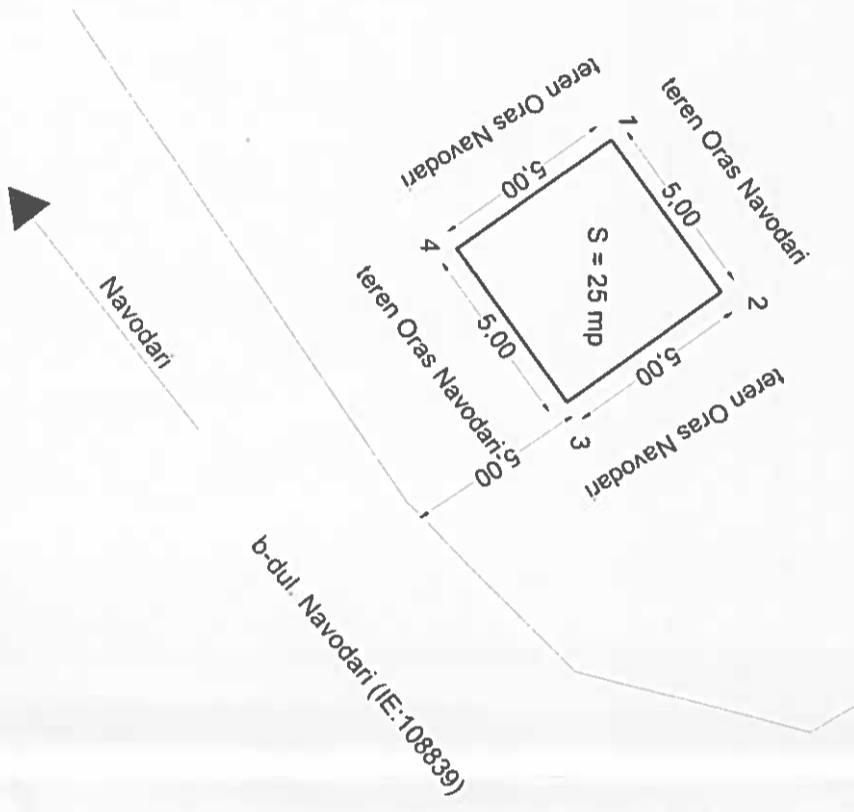 teren Oras Navodari
teren Oras Navodari
1
5,00
5,00
2
S = 25 mp
4
5,00
5,00
teren Oras Navodari
teren Oras Navodari
3
5,00
Navodari
b-dul. Navodari (IE:108839)